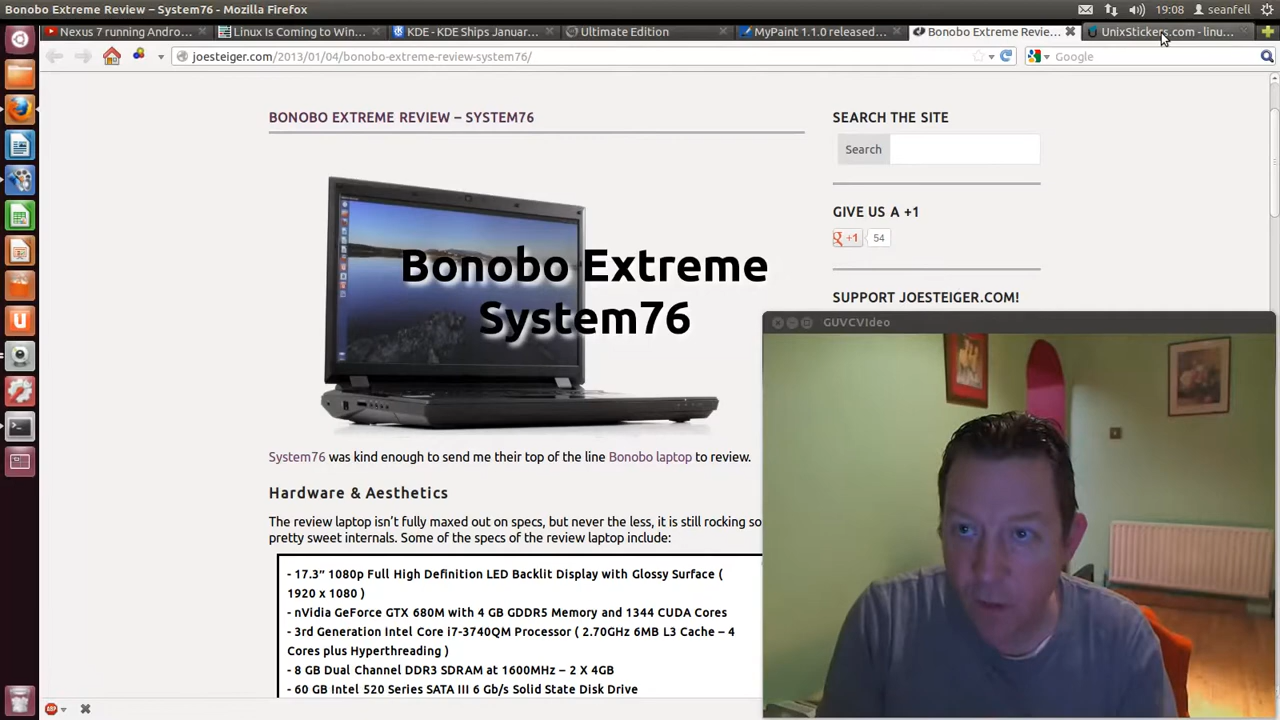 Bonobo Extreme Review – System76 - Mozilla Firefox
19:08
seanfell
Nexus 7 running Andro...
Linux Is Coming to Win...
KDE - KDE Ships Januar...
Ultimate Edition
MyPaint 1.1.0 released...
Bonobo Extreme Revie...
UnixStickers.com - linu...
joesteiger.com/2013/01/04/bonobo-extreme-review-system76/
Google
BONOBO EXTREME REVIEW – SYSTEM76
SEARCH THE SITE
Search
GIVE US A +1
+1
54
SUPPORT JOESTEIGER.COM!
Bonobo Extreme
System76
GUVCVideo
System76 was kind enough to send me their top of the line Bonobo laptop to review.
Hardware & Aesthetics
The review laptop isn't fully maxed out on specs, but never the less, it is still rocking so
pretty sweet internals. Some of the specs of the review laptop include:
- 17.3" 1080p Full High Definition LED Backlit Display with Glossy Surface (
1920 x 1080 )
- nVidia GeForce GTX 680M with 4 GB GDDR5 Memory and 1344 CUDA Cores
- 3rd Generation Intel Core i7-3740QM Processor ( 2.70GHz 6MB L3 Cache – 4
Cores plus Hyperthreading )
- 8 GB Dual Channel DDR3 SDRAM at 1600MHz – 2 X 4GB
- 60 GB Intel 520 Series SATA III 6 Gb/s Solid State Disk Drive
ABP